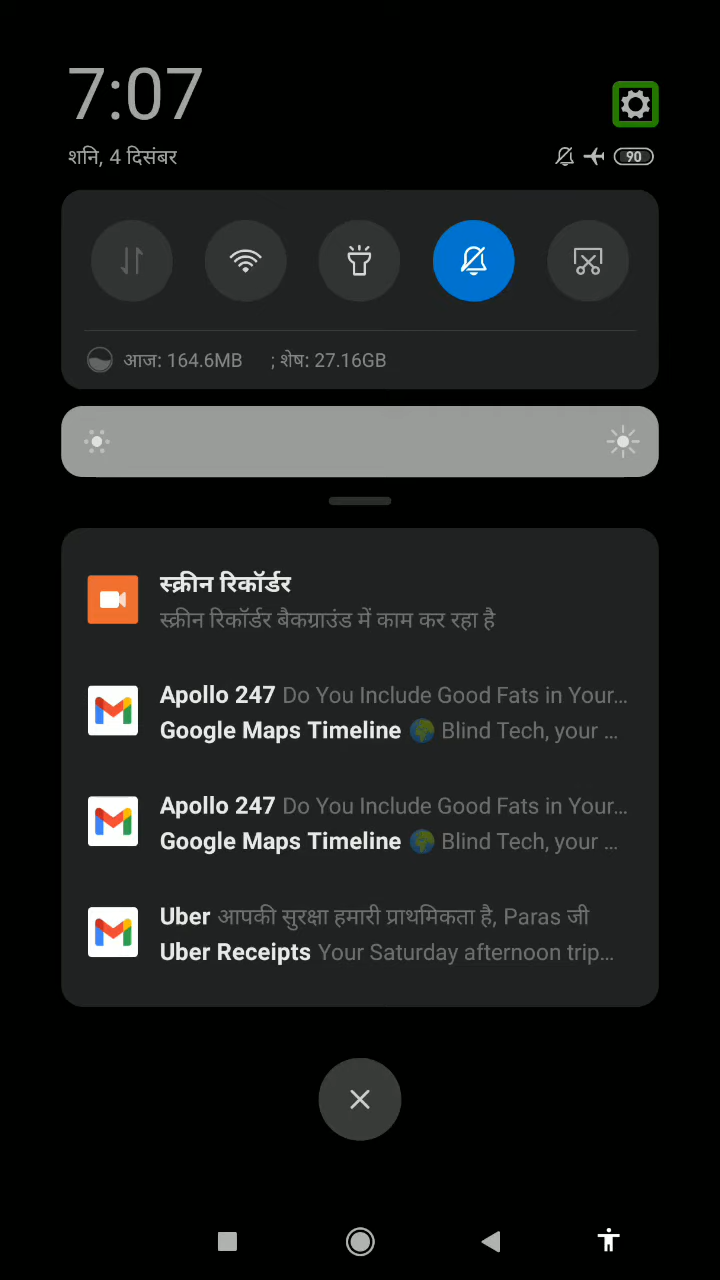 7:07
शनि, 4 दिसंबर
90
आज: 164.6MB ; शेष: 27.16GB
स्क्रीन रिकॉर्डर
स्क्रीन रिकॉर्डर बैकग्राउंड में काम कर रहा है
Apollo 247 Do You Include Good Fats in Your...
Google Maps Timeline 🌍 Blind Tech, your ...
Apollo 247 Do You Include Good Fats in Your...
Google Maps Timeline 🌍 Blind Tech, your ...
Uber आपकी सुरक्षा हमारी प्राथमिकता है, Paras जी
Uber Receipts Your Saturday afternoon trip...